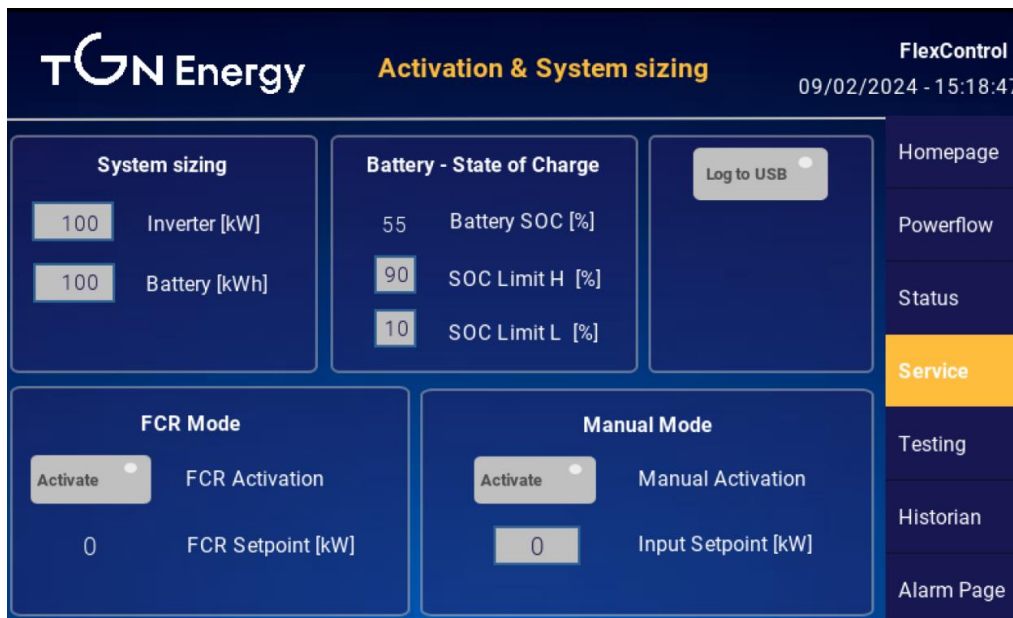 TGN Energy
Activation & System sizing
FlexControl
09/02/2024 - 15:18:47
System sizing
100 Inverter [kW]
100 Battery [kWh]
Battery - State of Charge
55 Battery SOC [%]
90 SOC Limit H [%]
10 SOC Limit L [%]
Log to USB
FCR Mode
Activate FCR Activation
0 FCR Setpoint [kW]
Manual Mode
Activate Manual Activation
0 Input Setpoint [kW]
Homepage
Powerflow
Status
Service
Testing
Historian
Alarm Page